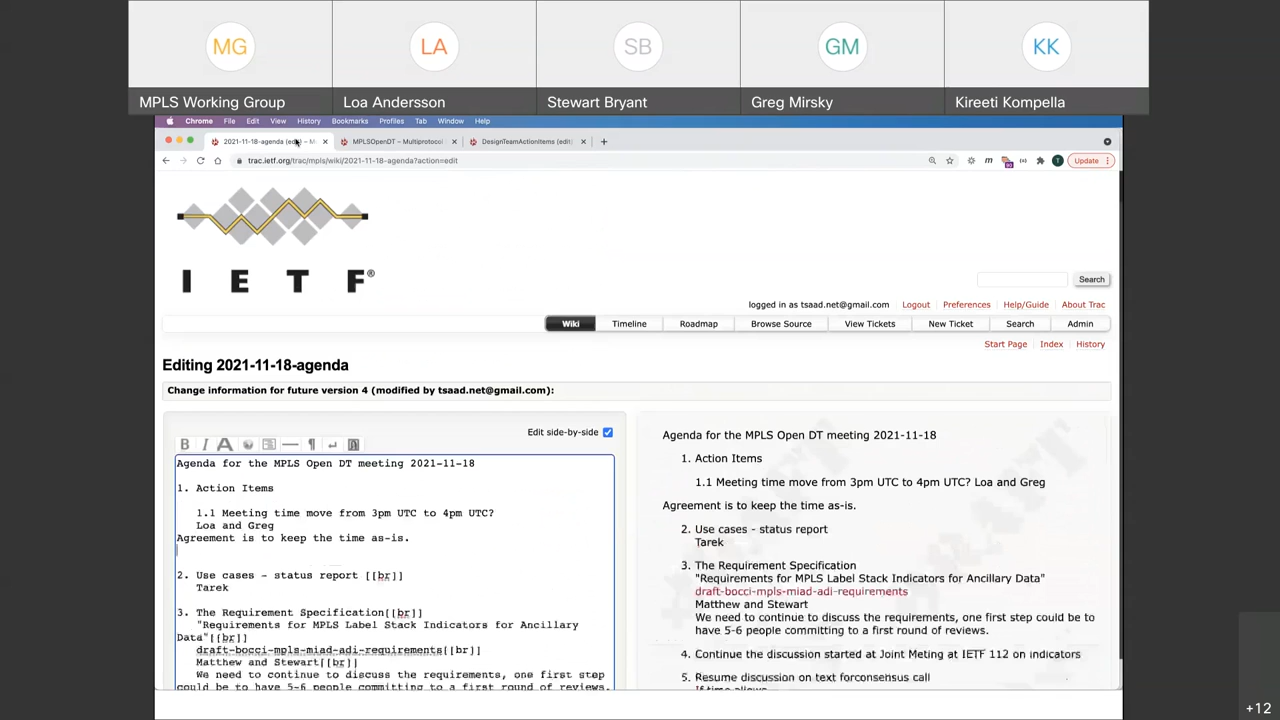 MG
LA
SB
GM
KK
MPLS Working Group
Loa Andersson
Stewart Bryant
Greg Mirsky
Kireeti Kompella
Chrome File Edit View History Bookmarks Profiles Tab Window Help
2021-11-18-agenda (edit) – M
MPLSOpenDT – Multiprotocol
DesignTeamActionItems (edit)
trac.ietf.org/trac/mpls/wiki/2021-11-18-agenda?action=edit
Update
I E T F®
Search
logged in as tsaad.net@gmail.com Logout Preferences Help/Guide About Trac
Wiki Timeline Roadmap Browse Source View Tickets New Ticket Search Admin
Start Page Index History
Editing 2021-11-18-agenda
Change information for future version 4 (modified by tsaad.net@gmail.com):
Edit side-by-side
B I A
Agenda for the MPLS Open DT meeting 2021-11-18
1. Action Items
1.1 Meeting time move from 3pm UTC to 4pm UTC?
Loa and Greg
Agreement is to keep the time as-is.
2. Use cases - status report [[br]]
Tarek
3. The Requirement Specification[[br]]
"Requirements for MPLS Label Stack Indicators for Ancillary
Data"[[br]]
draft-bocci-mpls-miad-adi-requirements[[br]]
Matthew and Stewart[[br]]
We need to continue to discuss the requirements, one first step
could be to have 5-6 people committing to a first round of reviews.
Agenda for the MPLS Open DT meeting 2021-11-18
1. Action Items
1.1 Meeting time move from 3pm UTC to 4pm UTC? Loa and Greg
Agreement is to keep the time as-is.
2. Use cases - status report
Tarek
3. The Requirement Specification
"Requirements for MPLS Label Stack Indicators for Ancillary Data"
draft-bocci-mpls-miad-adi-requirements
Matthew and Stewart
We need to continue to discuss the requirements, one first step could be to
have 5-6 people committing to a first round of reviews.
4. Continue the discussion started at Joint Meting at IETF 112 on indicators
5. Resume discussion on text forconsensus call
If time allows
+12